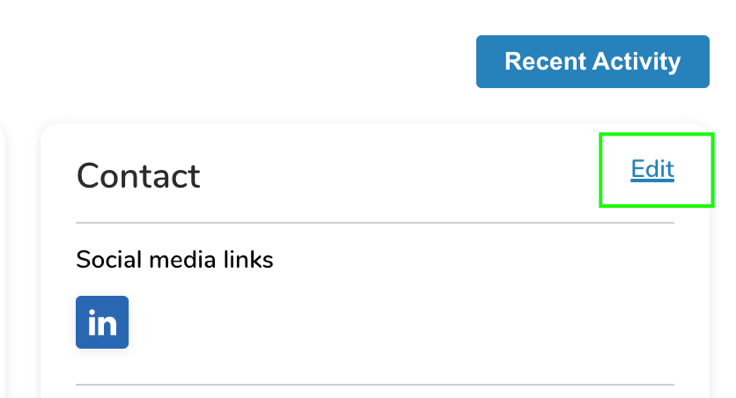 Recent Activity
Contact
Edit
Social media links
in